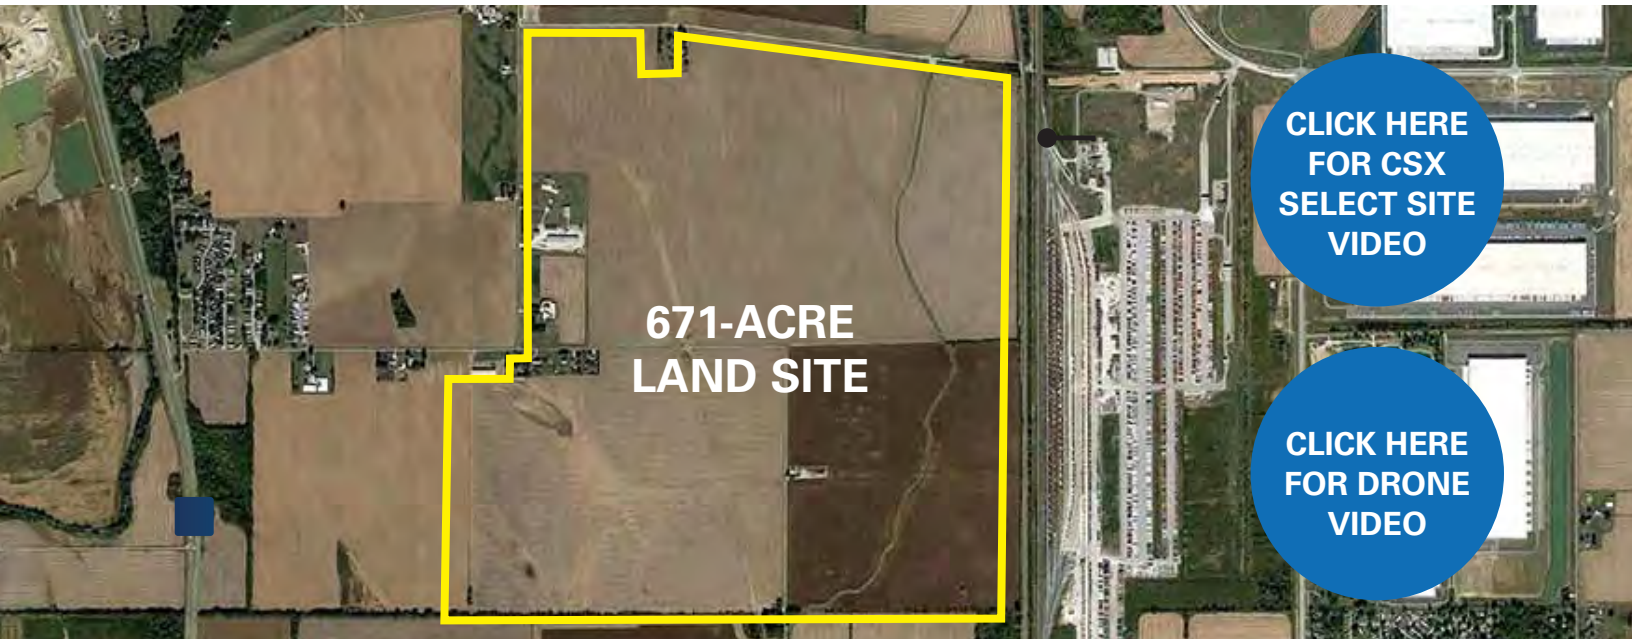 671-ACRE
LAND SITE
CLICK HERE
FOR CSX
SELECT SITE
VIDEO
CLICK HERE
FOR DRONE
VIDEO